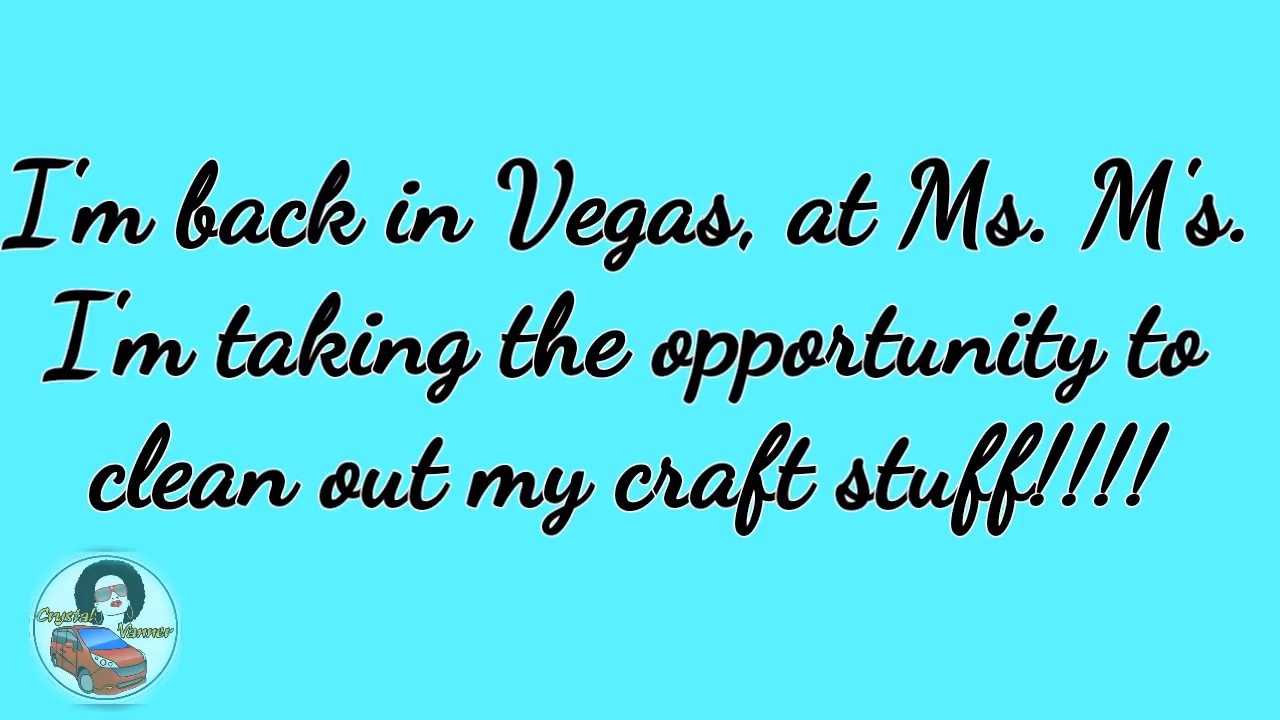 I'm back in Vegas, at Ms. M's.
I'm taking the opportunity to
clean out my craft stuff!!!!
Crystal
Vanner